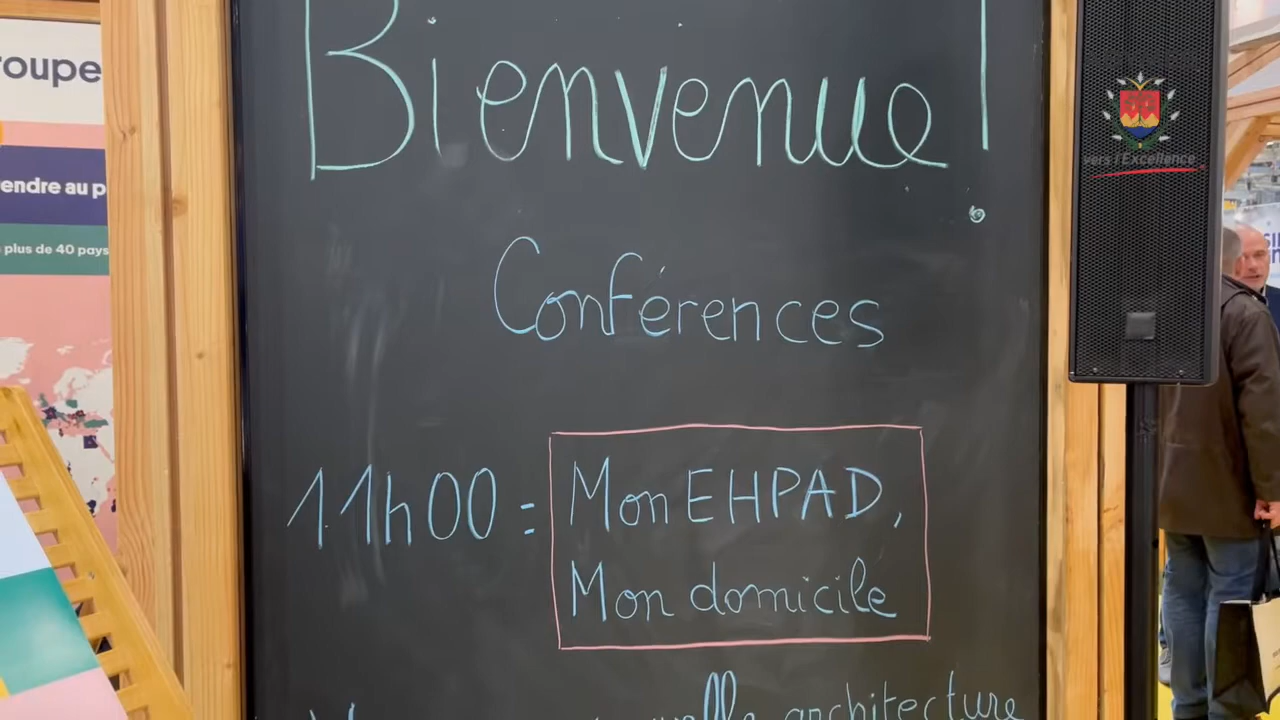 Bienvenue!
Conférences
11h00 = Mon EHPAD,
Mon domicile
architecture
roupe
endre au p
plus de 40 pays
vers l'Excellence